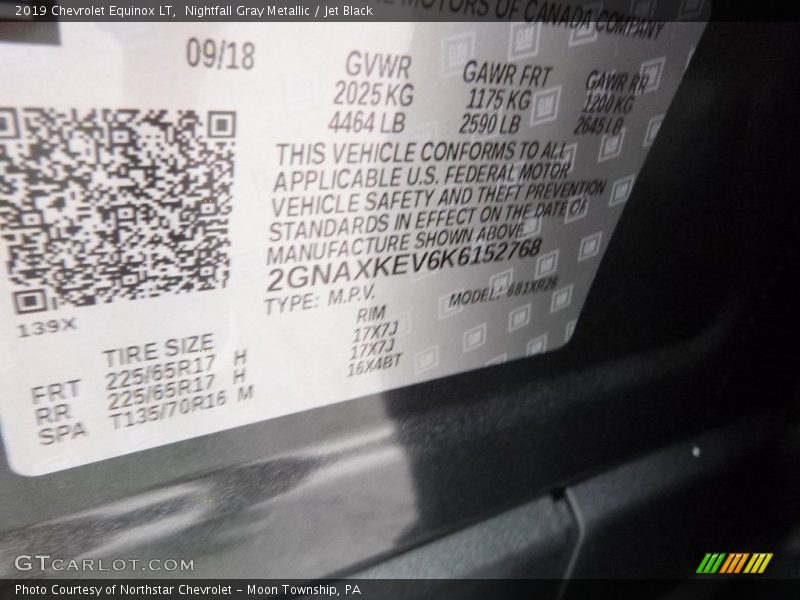 2019 Chevrolet Equinox LT,  Nightfall Gray Metallic / Jet Black
MOTORS OF CANADA COMPANY
09/18
GVWR GAWR FRT GAWR RR
2025 KG 1175 KG 1200 KG
4464 LB 2590 LB 2645 LB
THIS VEHICLE CONFORMS TO ALL
APPLICABLE U.S. FEDERAL MOTOR
VEHICLE SAFETY AND THEFT PREVENTION
STANDARDS IN EFFECT ON THE DATE OF
MANUFACTURE SHOWN ABOVE.
2GNAXKEV6K6152768
TYPE: M.P.V. MODEL: 681XR26
139X
TIRE SIZE RIM
FRT 225/65R17 H 17X7J
RR 225/65R17 H 17X7J
SPA T135/70R16 M 16X4BT
GTCARLOT.COM
Photo Courtesy of Northstar Chevrolet - Moon Township, PA